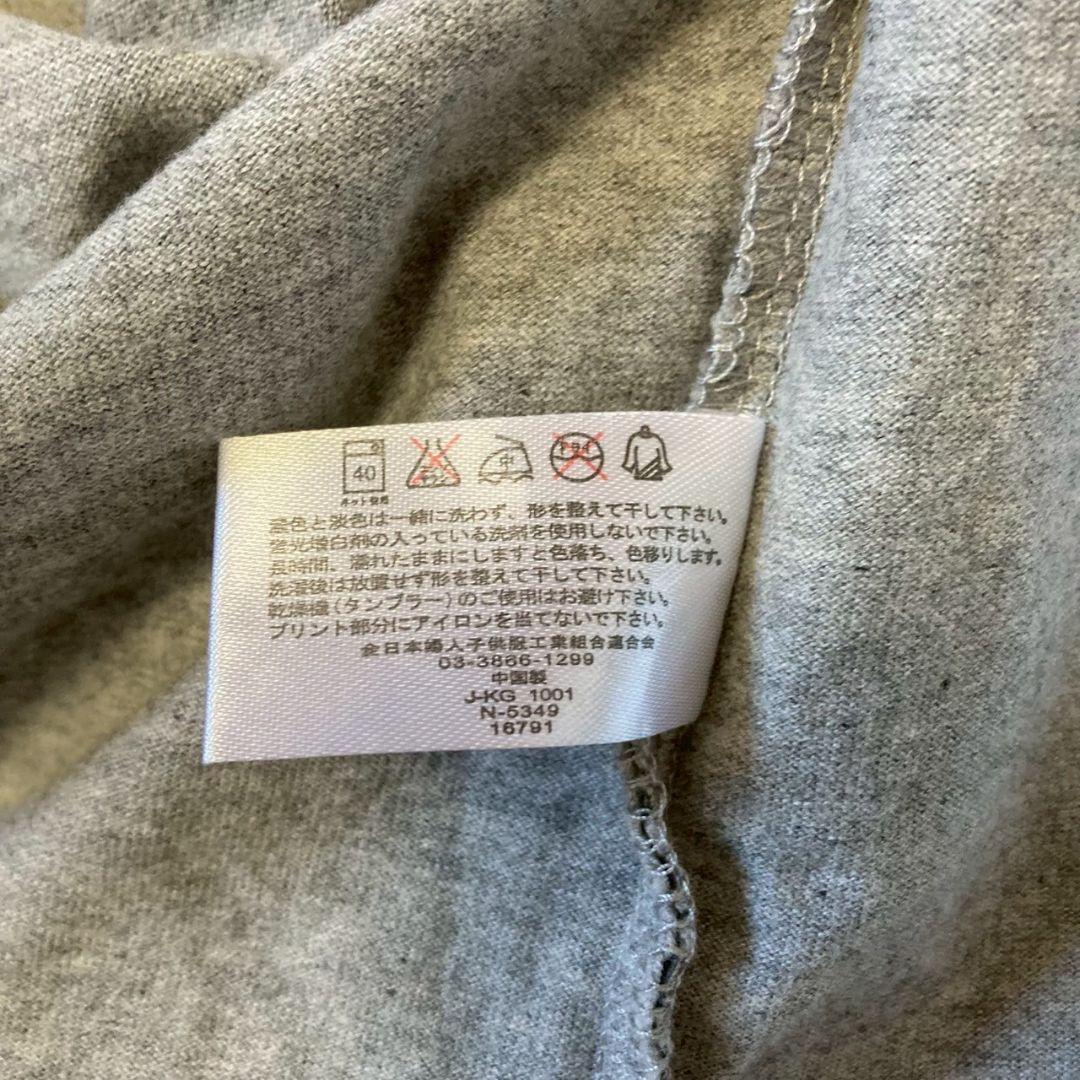 40
ネット使用
エンソ
中
ドライ
濃色と淡色は一緒に洗わず、形を整えて干して下さい。
蛍光増白剤の入っている洗剤を使用しないで下さい。
長時間、濡れたままにしますと色落ち、色移りします。
洗濯後は放置せず形を整えて干して下さい。
乾燥機(タンブラー)のご使用はお避け下さい。
プリント部分にアイロンを当てないで下さい。
全日本婦人子供服工業組合連合会
03-3866-1299
中国製
J-KG 1001
N-5349
16791